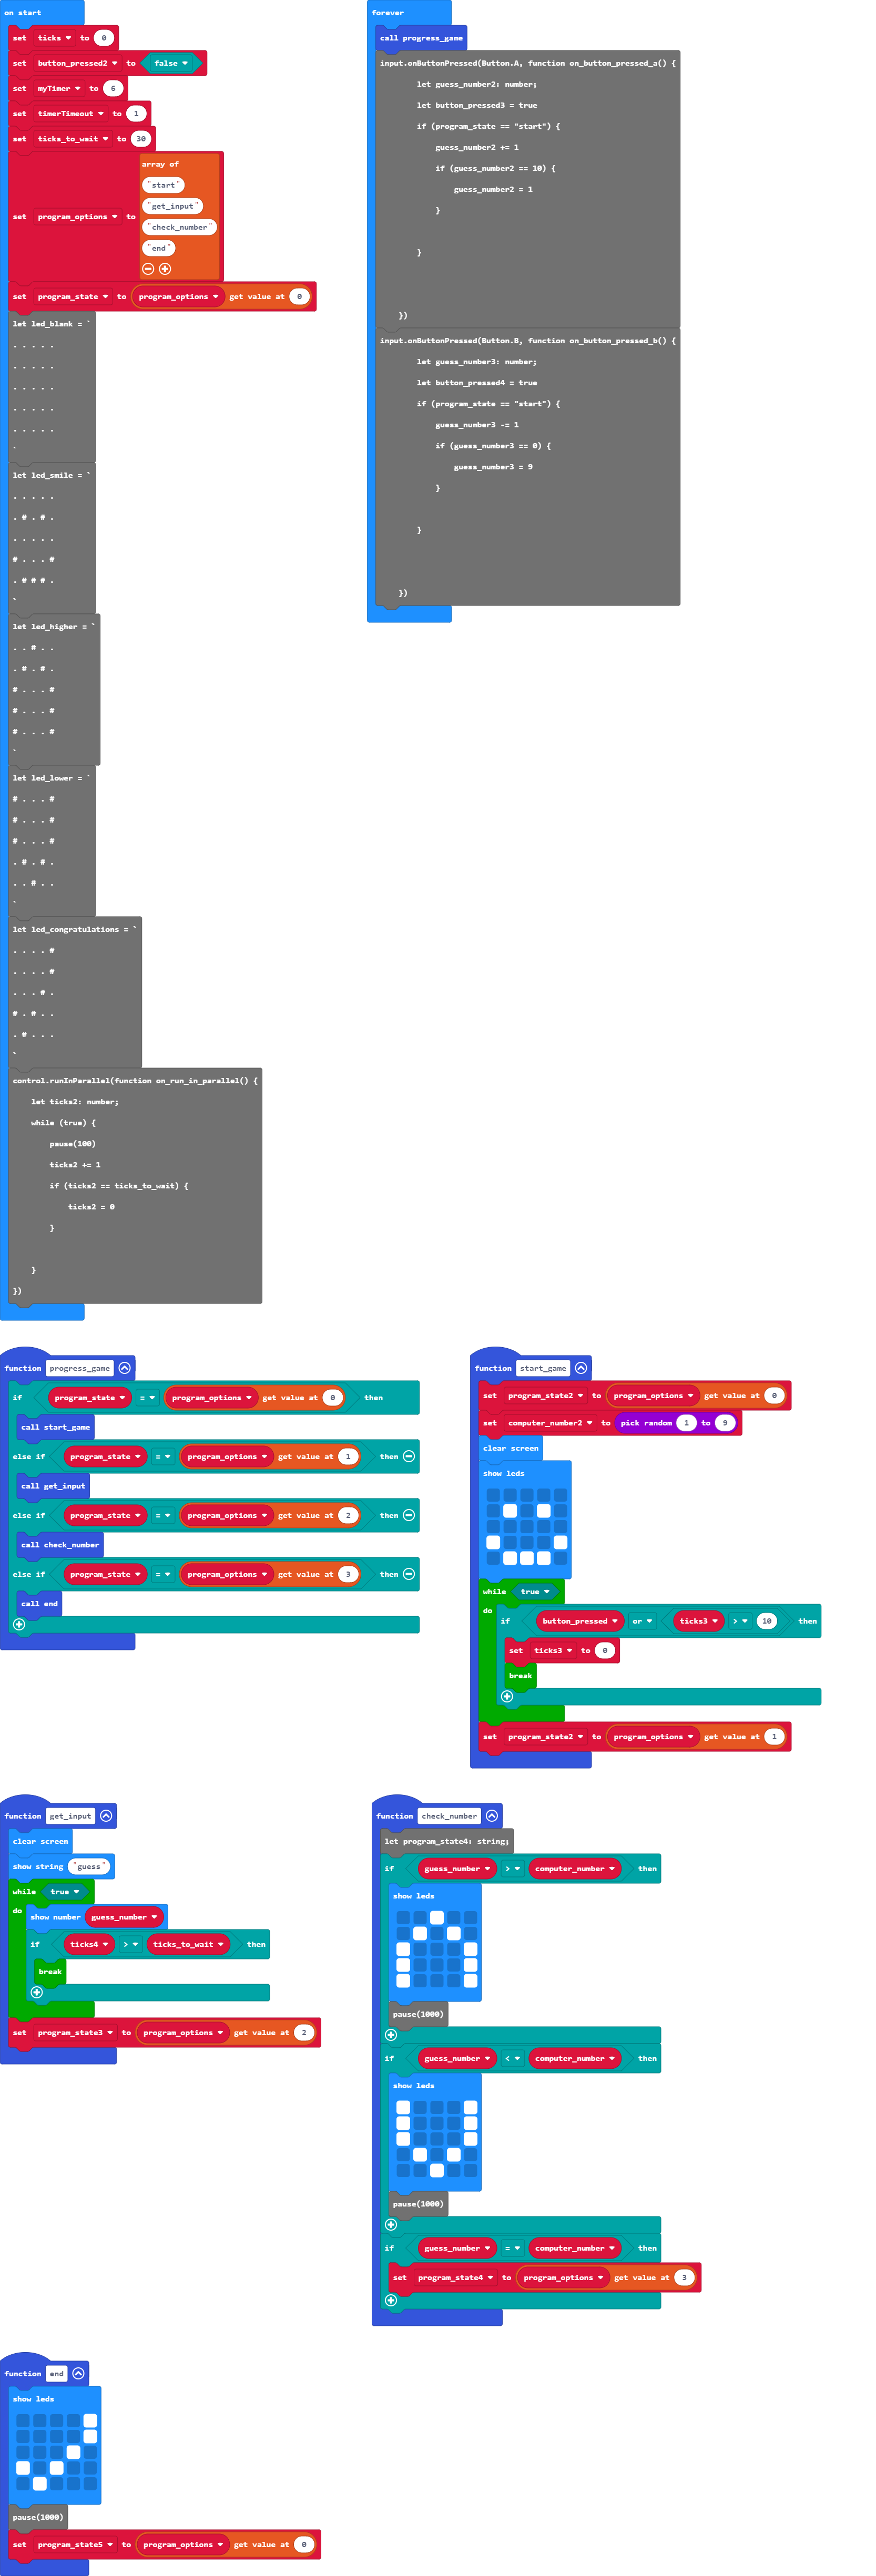 on start
set ticks to 0
set button_pressed2 to false
set myTimer to 6
set timerTimeout to 1
set ticks_to_wait to 30
set program_options to array of
"start"
"get_input"
"check_number"
"end"
set program_state to program_options get value at 0
let led_blank = `
. . . . .
. . . . .
. . . . .
. . . . .
. . . . .
`
let led_smile = `
. . . . .
. # . # .
. . . . .
# . . . #
. # # # .
`
let led_higher = `
. . # . .
. # . # .
# . . . #
# . . . #
# . . . #
`
let led_lower = `
# . . . #
# . . . #
# . . . #
. # . # .
. . # . .
`
let led_congratulations = `
. . . . #
. . . . #
. . . # .
# . # . .
. # . . .
`
control.runInParallel(function on_run_in_parallel() {
let ticks2: number;
while (true) {
pause(100)
ticks2 += 1
if (ticks2 == ticks_to_wait) {
ticks2 = 0
}
}
})
forever
call progress_game
input.onButtonPressed(Button.A, function on_button_pressed_a() {
let guess_number2: number;
let button_pressed3 = true
if (program_state == "start") {
guess_number2 += 1
if (guess_number2 == 10) {
guess_number2 = 1
}
}
})
input.onButtonPressed(Button.B, function on_button_pressed_b() {
let guess_number3: number;
let button_pressed4 = true
if (program_state == "start") {
guess_number3 -= 1
if (guess_number3 == 0) {
guess_number3 = 9
}
}
})
function progress_game
if program_state = program_options get value at 0 then
call start_game
else if program_state = program_options get value at 1 then
call get_input
else if program_state = program_options get value at 2 then
call check_number
else if program_state = program_options get value at 3 then
call end
function start_game
set program_state2 to program_options get value at 0
set computer_number2 to pick random 1 to 9
clear screen
show leds
while true
do
if button_pressed or ticks3 > 10 then
set ticks3 to 0
break
set program_state2 to program_options get value at 1
function get_input
clear screen
show string "guess"
while true
do
show number guess_number
if ticks4 > ticks_to_wait then
break
set program_state3 to program_options get value at 2
function check_number
let program_state4: string;
if guess_number > computer_number then
show leds
pause(1000)
if guess_number < computer_number then
show leds
pause(1000)
if guess_number = computer_number then
set program_state4 to program_options get value at 3
function end
show leds
pause(1000)
set program_state5 to program_options get value at 0